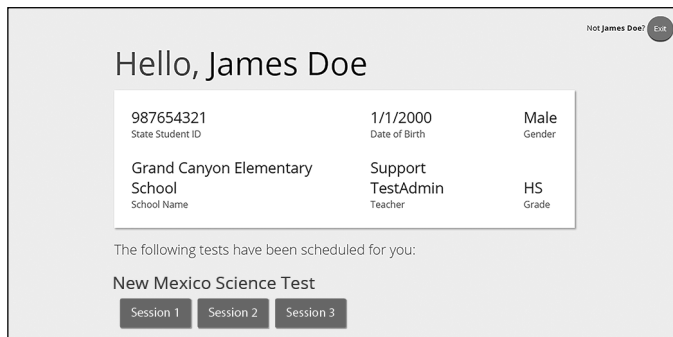 Not James Doe? Exit
Hello, James Doe
987654321 1/1/2000 Male
State Student ID Date of Birth Gender
Grand Canyon Elementary Support
School TestAdmin HS
School Name Teacher Grade
The following tests have been scheduled for you:
New Mexico Science Test
Session 1 Session 2 Session 3